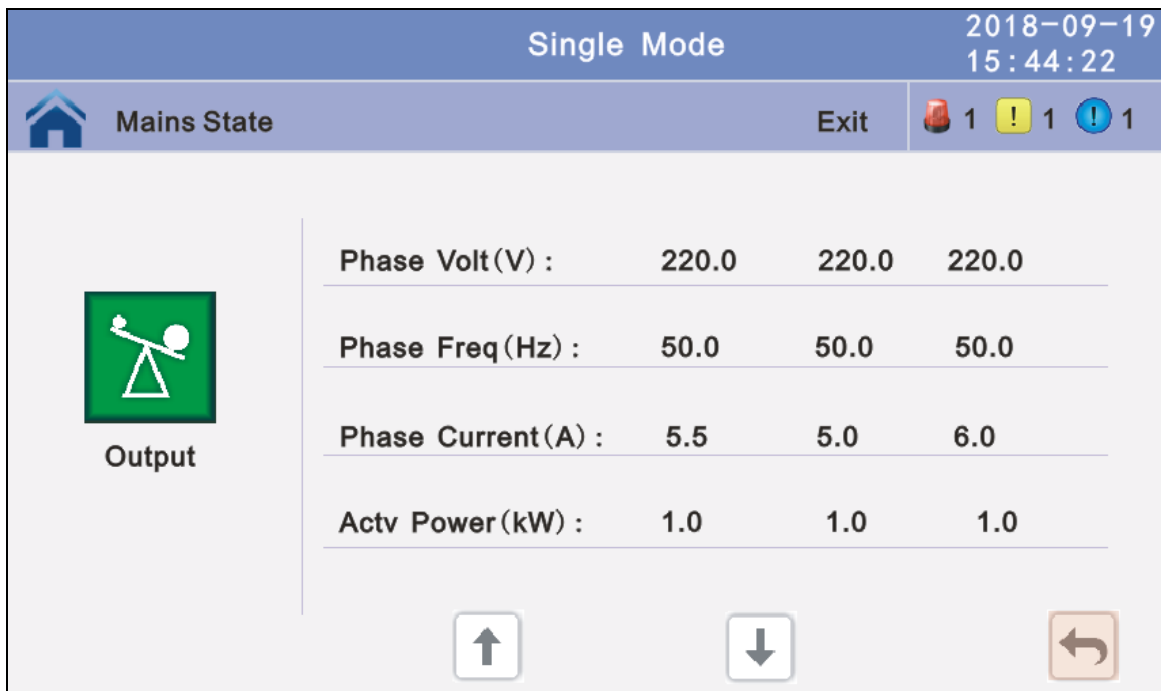 Single Mode
2018-09-19
15:44:22
Mains State Exit 1 ! 1 ! 1
Phase Volt(V): 220.0 220.0 220.0
Phase Freq(Hz): 50.0 50.0 50.0
Phase Current(A): 5.5 5.0 6.0
Output
Actv Power(kW): 1.0 1.0 1.0